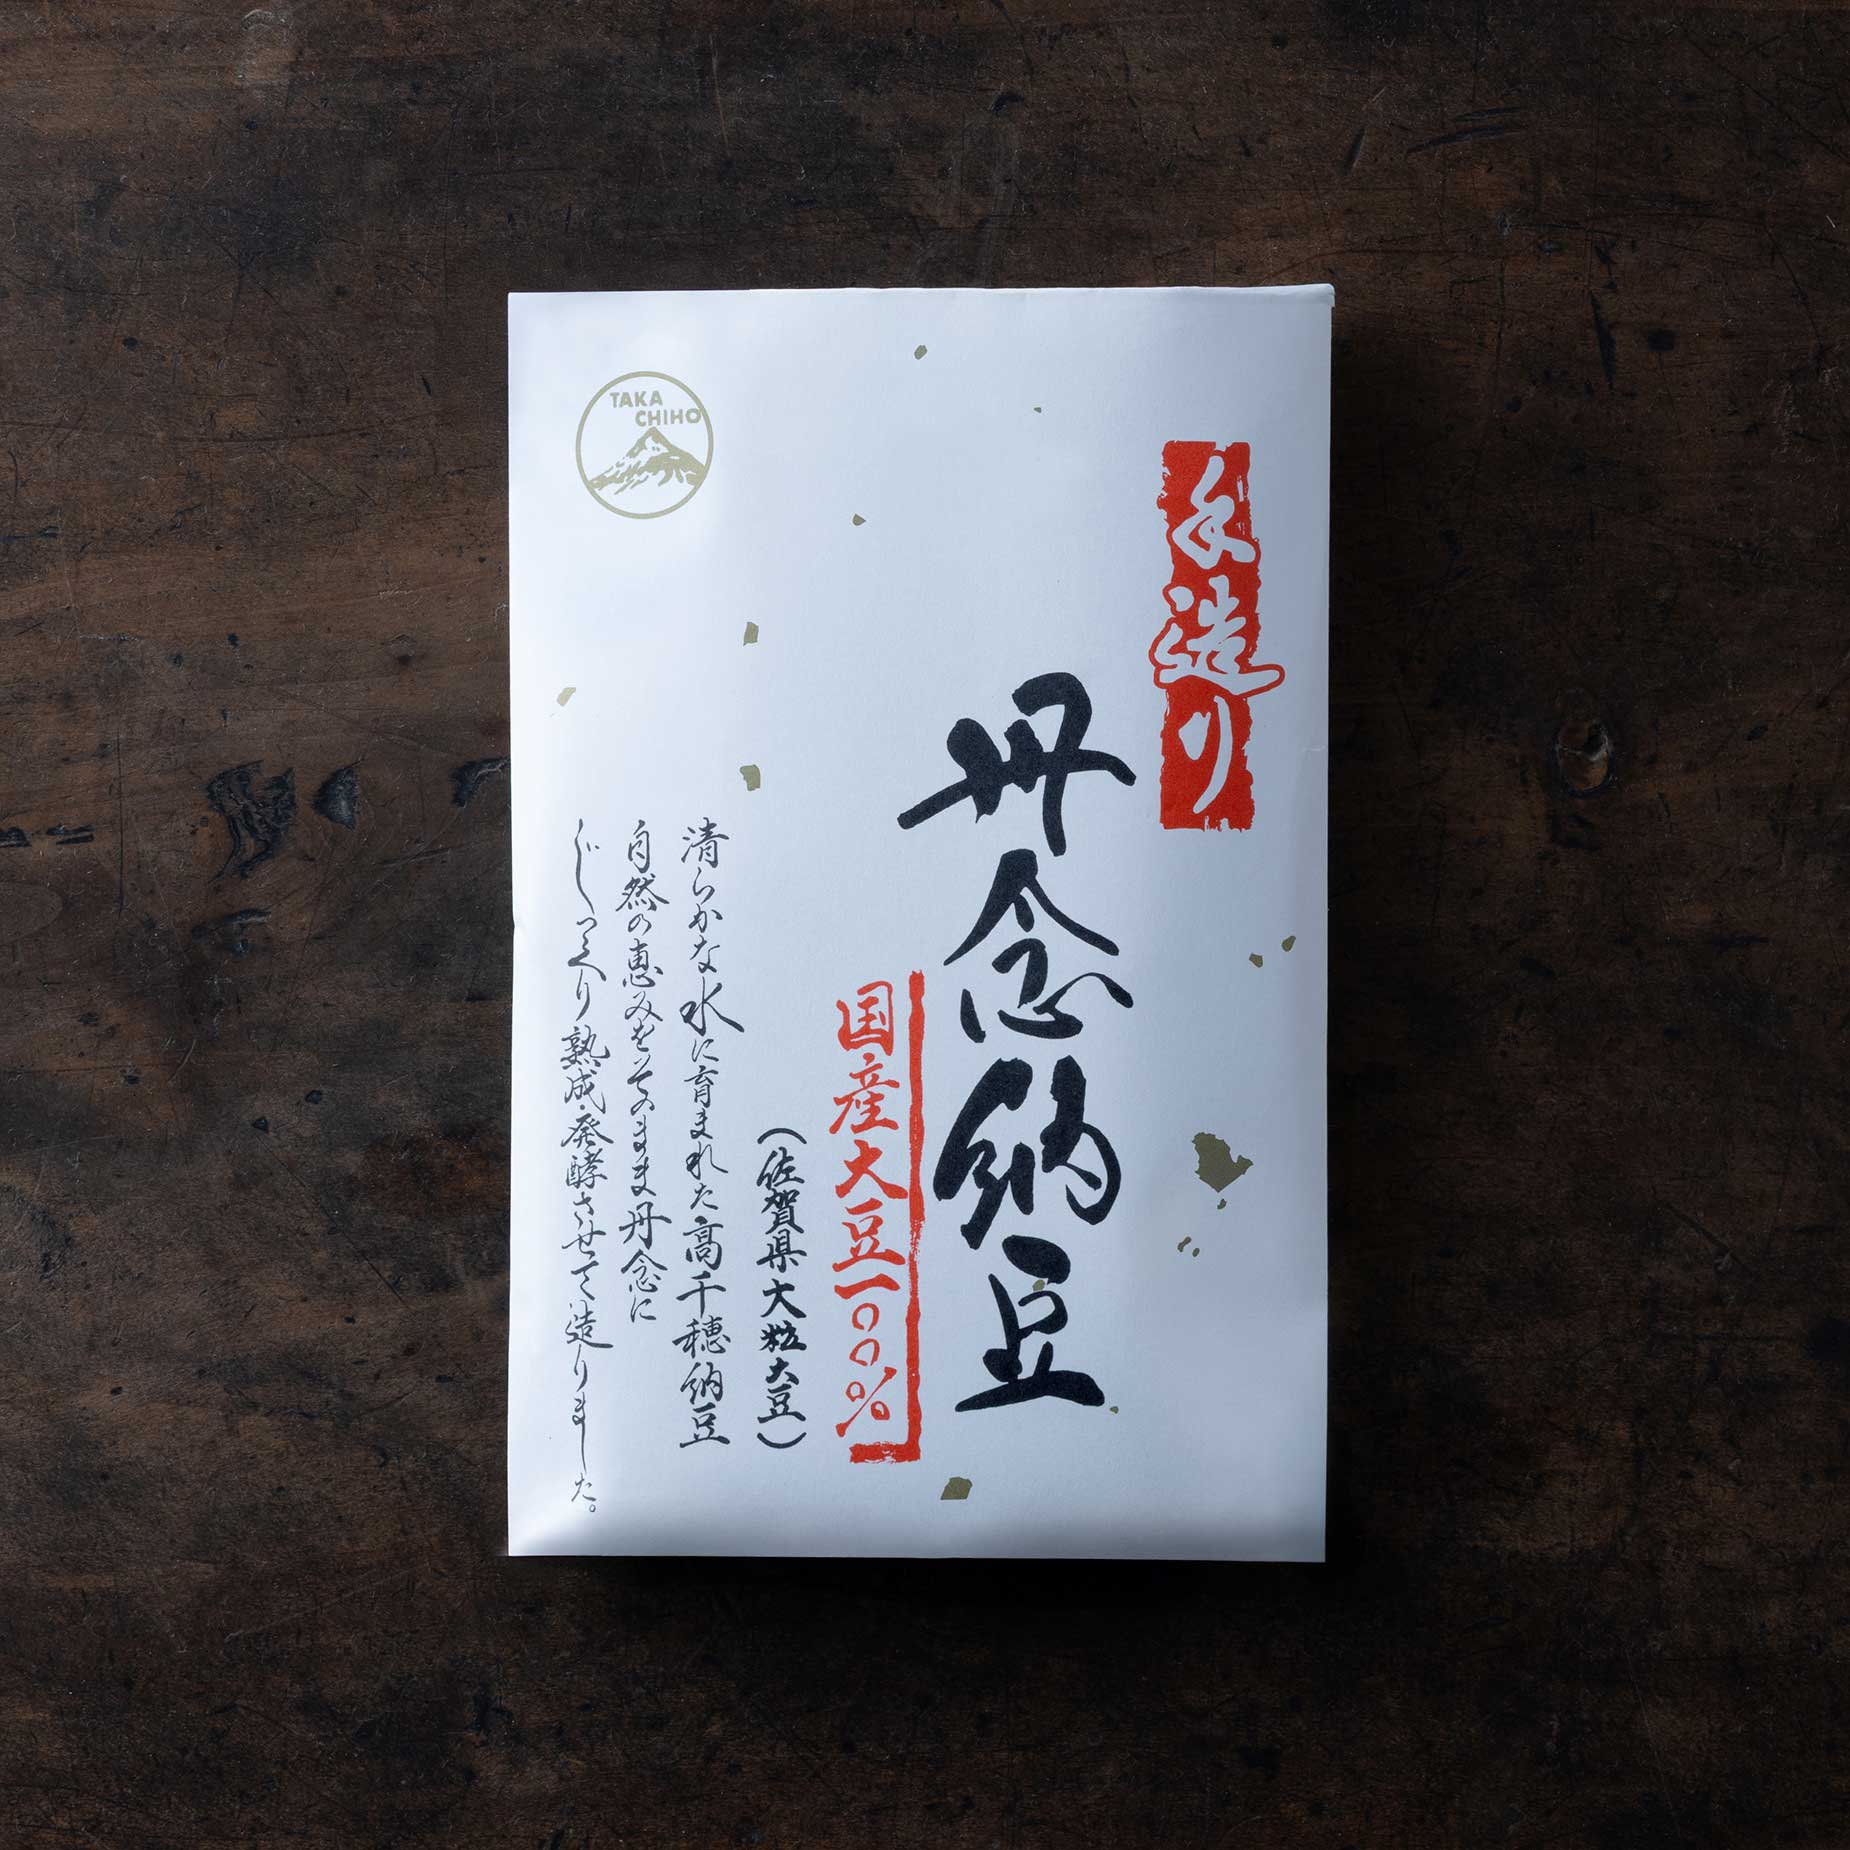 TAKA
CHIHO
手造り
丹念納豆
国産大豆一〇〇%
(佐賀県大粒大豆)
清らかな水に育まれた高千穂納豆
自然の恵みをそのまま丹念に
じっくり熟成・発酵させて造りました。